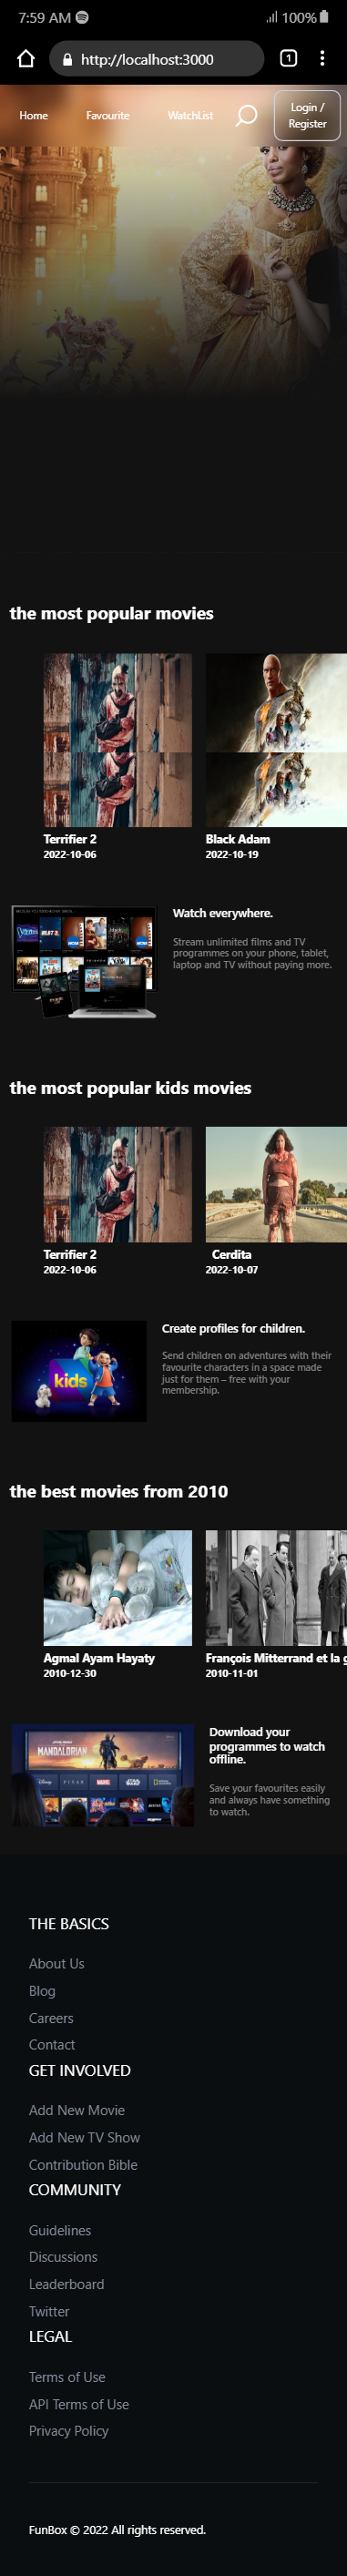 7:59 AM
100%
http://localhost:3000
1
Home
Favourite
WatchList
Login /
Register
the most popular movies
Terrifier 2
2022-10-06
Black Adam
2022-10-19
Watch everywhere.
Stream unlimited films and TV
programmes on your phone, tablet,
laptop and TV without paying more.
the most popular kids movies
Terrifier 2
2022-10-06
Cerdita
2022-10-07
kids
Create profiles for children.
Send children on adventures with their
favourite characters in a space made
just for them – free with your
membership.
the best movies from 2010
Agmal Ayam Hayaty
2010-12-30
François Mitterrand et la g
2010-11-01
MANDALORIAN
PIXAR
MARVEL
Download your
programmes to watch
offline.
Save your favourites easily
and always have something
to watch.
THE BASICS
About Us
Blog
Careers
Contact
GET INVOLVED
Add New Movie
Add New TV Show
Contribution Bible
COMMUNITY
Guidelines
Discussions
Leaderboard
Twitter
LEGAL
Terms of Use
API Terms of Use
Privacy Policy
FunBox © 2022 All rights reserved.